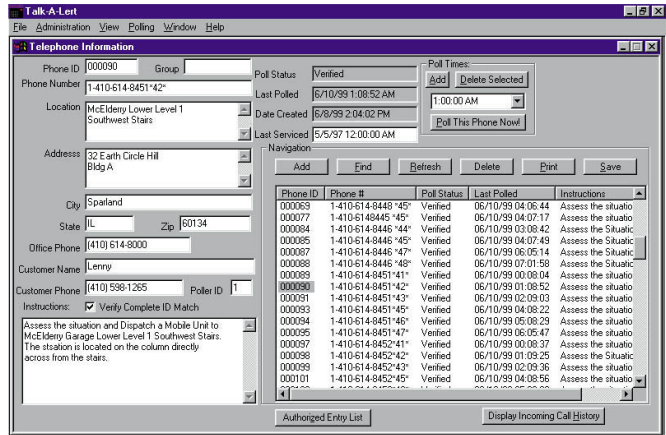 Talk-A-Lert
File Administration View Polling Window Help
Telephone Information
Phone ID 000090 Group
Phone Number 1-410-614-8451*42*
Location McElderry Lower Level 1
Southwest Stairs
Addresss 32 Earth Circle Hill
Bldg A
City Sparland
State IL Zip 60134
Office Phone (410) 614-8000
Customer Name Lenny
Customer Phone (410) 598-1265 Poller ID 1
Instructions: Verify Complete ID Match
Assess the situation and Dispatch a Mobile Unit to
McElderry Garage Lower Level 1 Southwest Stairs.
The stsation is located on the column directly
across from the stairs.
Poll Status Verified
Last Polled 6/10/99 1:08:52 AM
Date Created 6/8/99 2:04:02 PM
Last Serviced 5/5/97 12:00:00 AM
Poll Times:
Add Delete Selected
1:00:00 AM
Poll This Phone Now!
Navigation
Add Find Refresh Delete Print Save
Phone ID Phone # Poll Status Last Polled Instructions
000069 1-410-614-8448 *45* Verified 06/10/99 04:06:44 Assess the situatio
000077 1-410-6148445 *45* Verified 06/10/99 04:07:17 Assess the situatio
000084 1-410-614-8446 *44* Verified 06/10/99 03:08:42 Assess the Situatic
000085 1-410-614-8446 *45* Verified 06/10/99 04:07:49 Assess the Situatic
000087 1-410-614-8446 *47* Verified 06/10/99 06:05:14 Assess the Situatic
000088 1-410-614-8446 *48* Verified 06/10/99 07:01:58 Assess the Situatic
000089 1-410-614-8451*41* Verified 06/10/99 00:08:04 Assess the situatio
000090 1-410-614-8451*42* Verified 06/10/99 01:08:52 Assess the situatio
000091 1-410-614-8451*43* Verified 06/10/99 02:09:03 Assess the situatio
000093 1-410-614-8451*45* Verified 06/10/99 04:08:22 Assess the situatio
000094 1-410-614-8451*46* Verified 06/10/99 05:08:29 Assess the situatio
000095 1-410-614-8451*47* Verified 06/10/99 06:05:47 Assess the situatio
000097 1-410-614-8452*41* Verified 06/10/99 00:08:37 Assess the situatio
000098 1-410-614-8452*42* Verified 06/10/99 01:09:25 Assess the Situatic
000099 1-410-614-8452*43* Verified 06/10/99 02:09:36 Assess the situatio
000101 1-410-614-8452*45* Verified 06/10/99 04:08:56 Assess the situatio
Authorized Entry List Display Incoming Call History